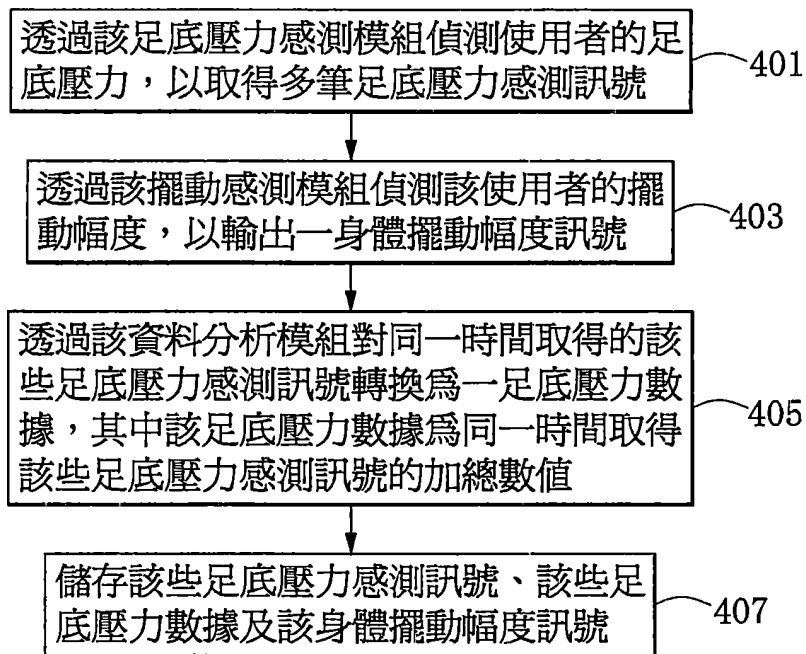 透過該足底壓力感測模組偵測使用者的足
底壓力，以取得多筆足底壓力感測訊號
401
透過該擺動感測模組偵測該使用者的擺
動幅度，以輸出一身體擺動幅度訊號
403
透過該資料分析模組對同一時間取得的該
些足底壓力感測訊號轉換爲一足底壓力數
據，其中該足底壓力數據爲同一時間取得
該些足底壓力感測訊號的加總數值
405
儲存該些足底壓力感測訊號、該些足
底壓力數據及該身體擺動幅度訊號
407